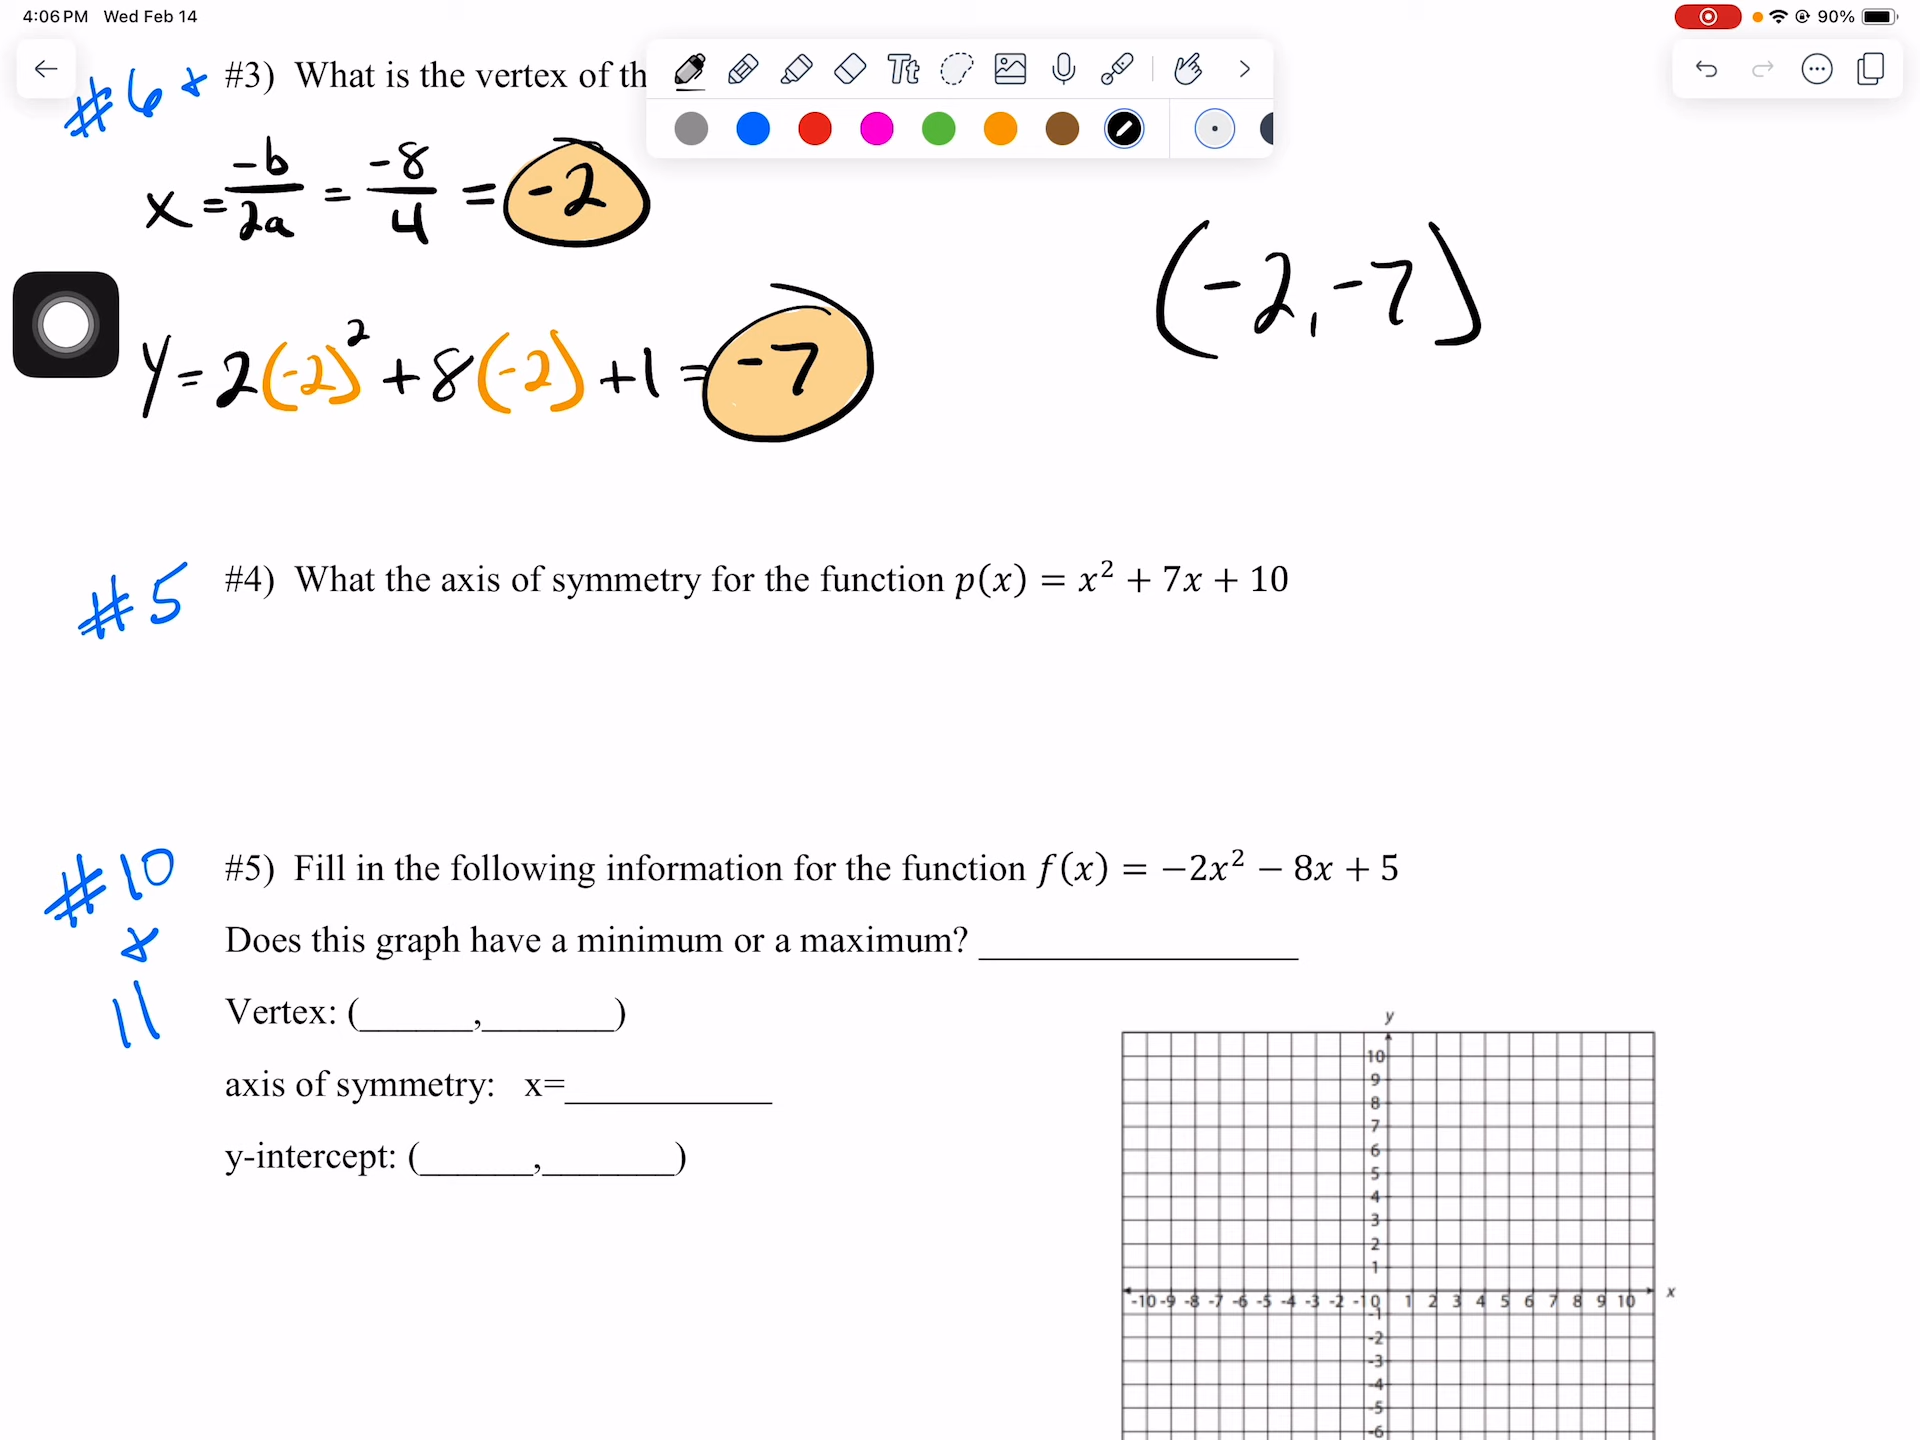 4:06 PM Wed Feb 14
90%
Tt
#6 &
#3) What is the vertex of th
x = -b/2a = -8/4 = -2
(-2, -7)
y = 2(-2)² + 8(-2) + 1 = -7
#5
#4) What the axis of symmetry for the function p(x) = x² + 7x + 10
#10
&
11
#5) Fill in the following information for the function f(x) = −2x² − 8x + 5
Does this graph have a minimum or a maximum? ________________
Vertex: (______,_______)
axis of symmetry: x=___________
y-intercept: (______,_______)
y
10
9
8
7
6
5
4
3
2
1
-10 -9 -8 -7 -6 -5 -4 -3 -2 -1 0 1 2 3 4 5 6 7 8 9 10 x
-1
-2
-3
-4
-5
-6